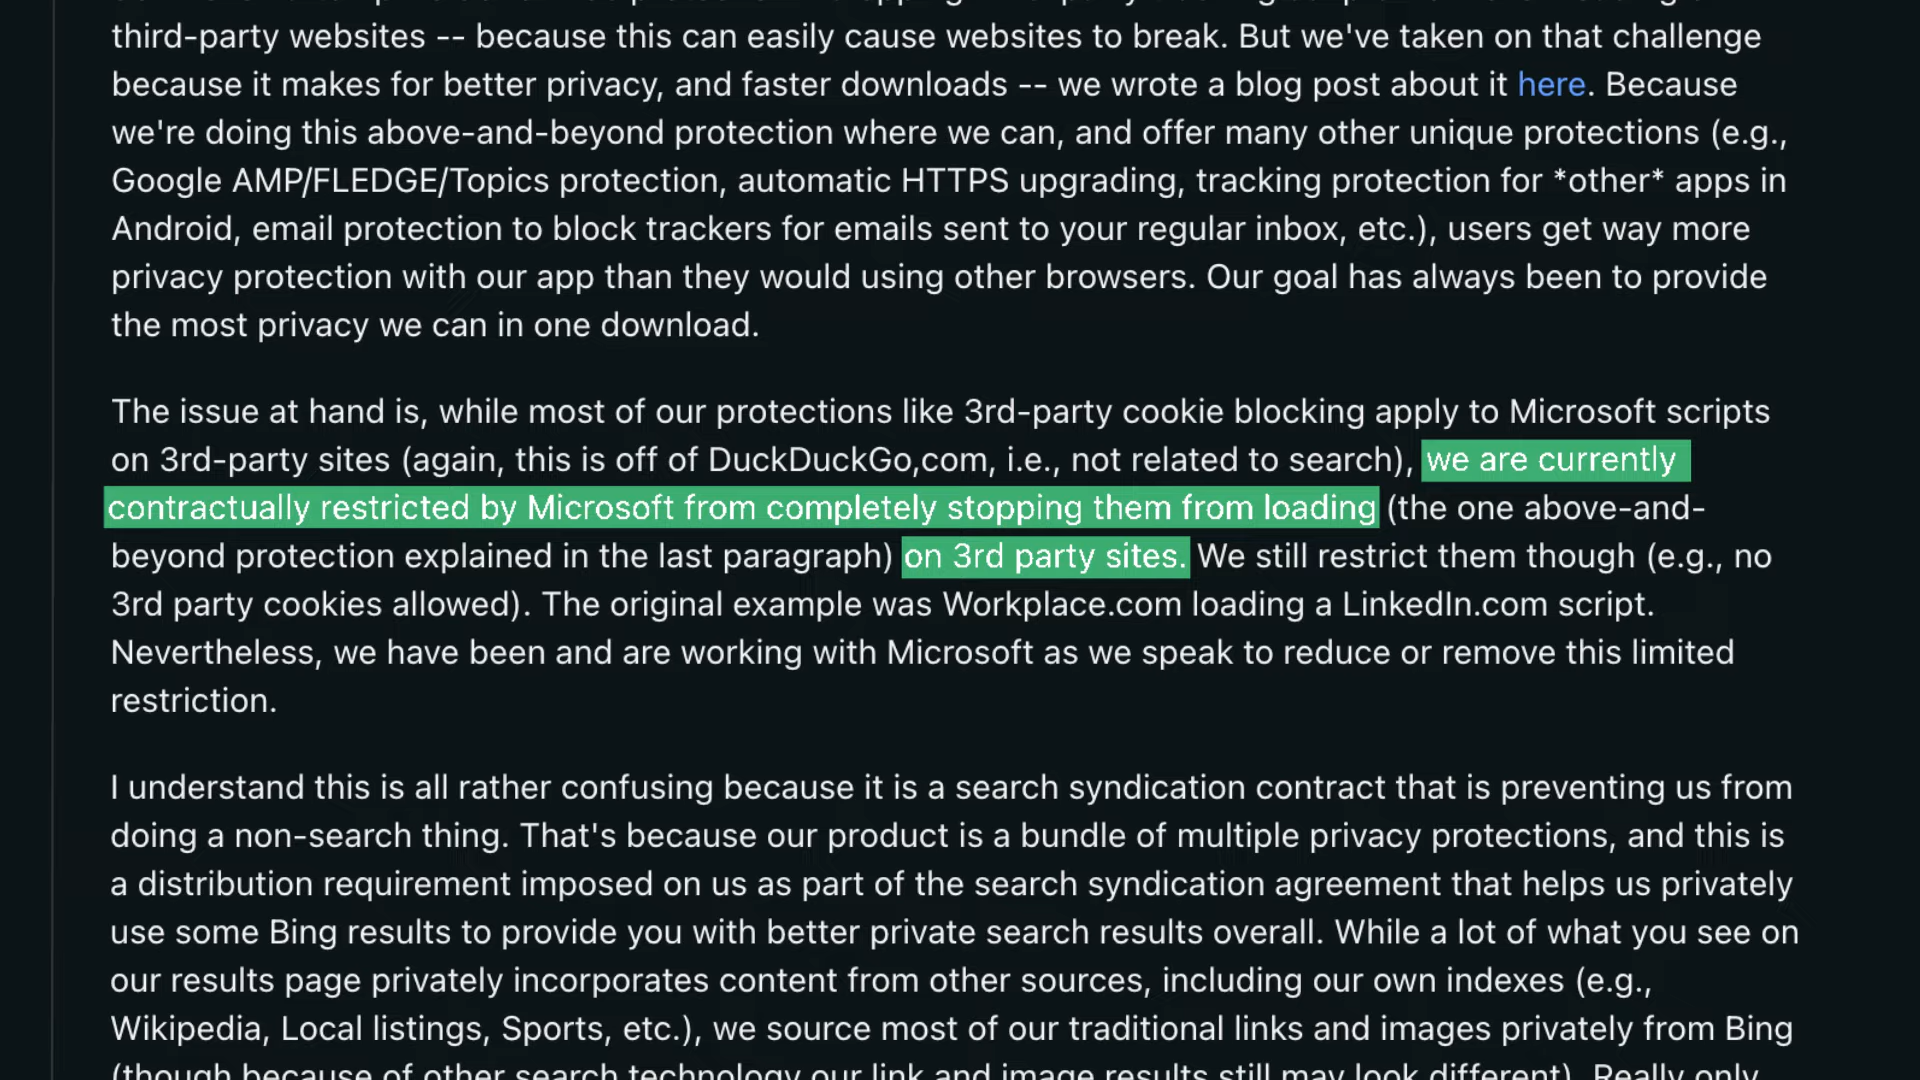 third-party websites -- because this can easily cause websites to break. But we've taken on that challenge
because it makes for better privacy, and faster downloads -- we wrote a blog post about it here. Because
we're doing this above-and-beyond protection where we can, and offer many other unique protections (e.g.,
Google AMP/FLEDGE/Topics protection, automatic HTTPS upgrading, tracking protection for *other* apps in
Android, email protection to block trackers for emails sent to your regular inbox, etc.), users get way more
privacy protection with our app than they would using other browsers. Our goal has always been to provide
the most privacy we can in one download.
The issue at hand is, while most of our protections like 3rd-party cookie blocking apply to Microsoft scripts
on 3rd-party sites (again, this is off of DuckDuckGo,com, i.e., not related to search), we are currently
contractually restricted by Microsoft from completely stopping them from loading (the one above-and-
beyond protection explained in the last paragraph) on 3rd party sites. We still restrict them though (e.g., no
3rd party cookies allowed). The original example was Workplace.com loading a LinkedIn.com script.
Nevertheless, we have been and are working with Microsoft as we speak to reduce or remove this limited
restriction.
I understand this is all rather confusing because it is a search syndication contract that is preventing us from
doing a non-search thing. That's because our product is a bundle of multiple privacy protections, and this is
a distribution requirement imposed on us as part of the search syndication agreement that helps us privately
use some Bing results to provide you with better private search results overall. While a lot of what you see on
our results page privately incorporates content from other sources, including our own indexes (e.g.,
Wikipedia, Local listings, Sports, etc.), we source most of our traditional links and images privately from Bing
(though because of other search technology our link and image results still may look different). Really only